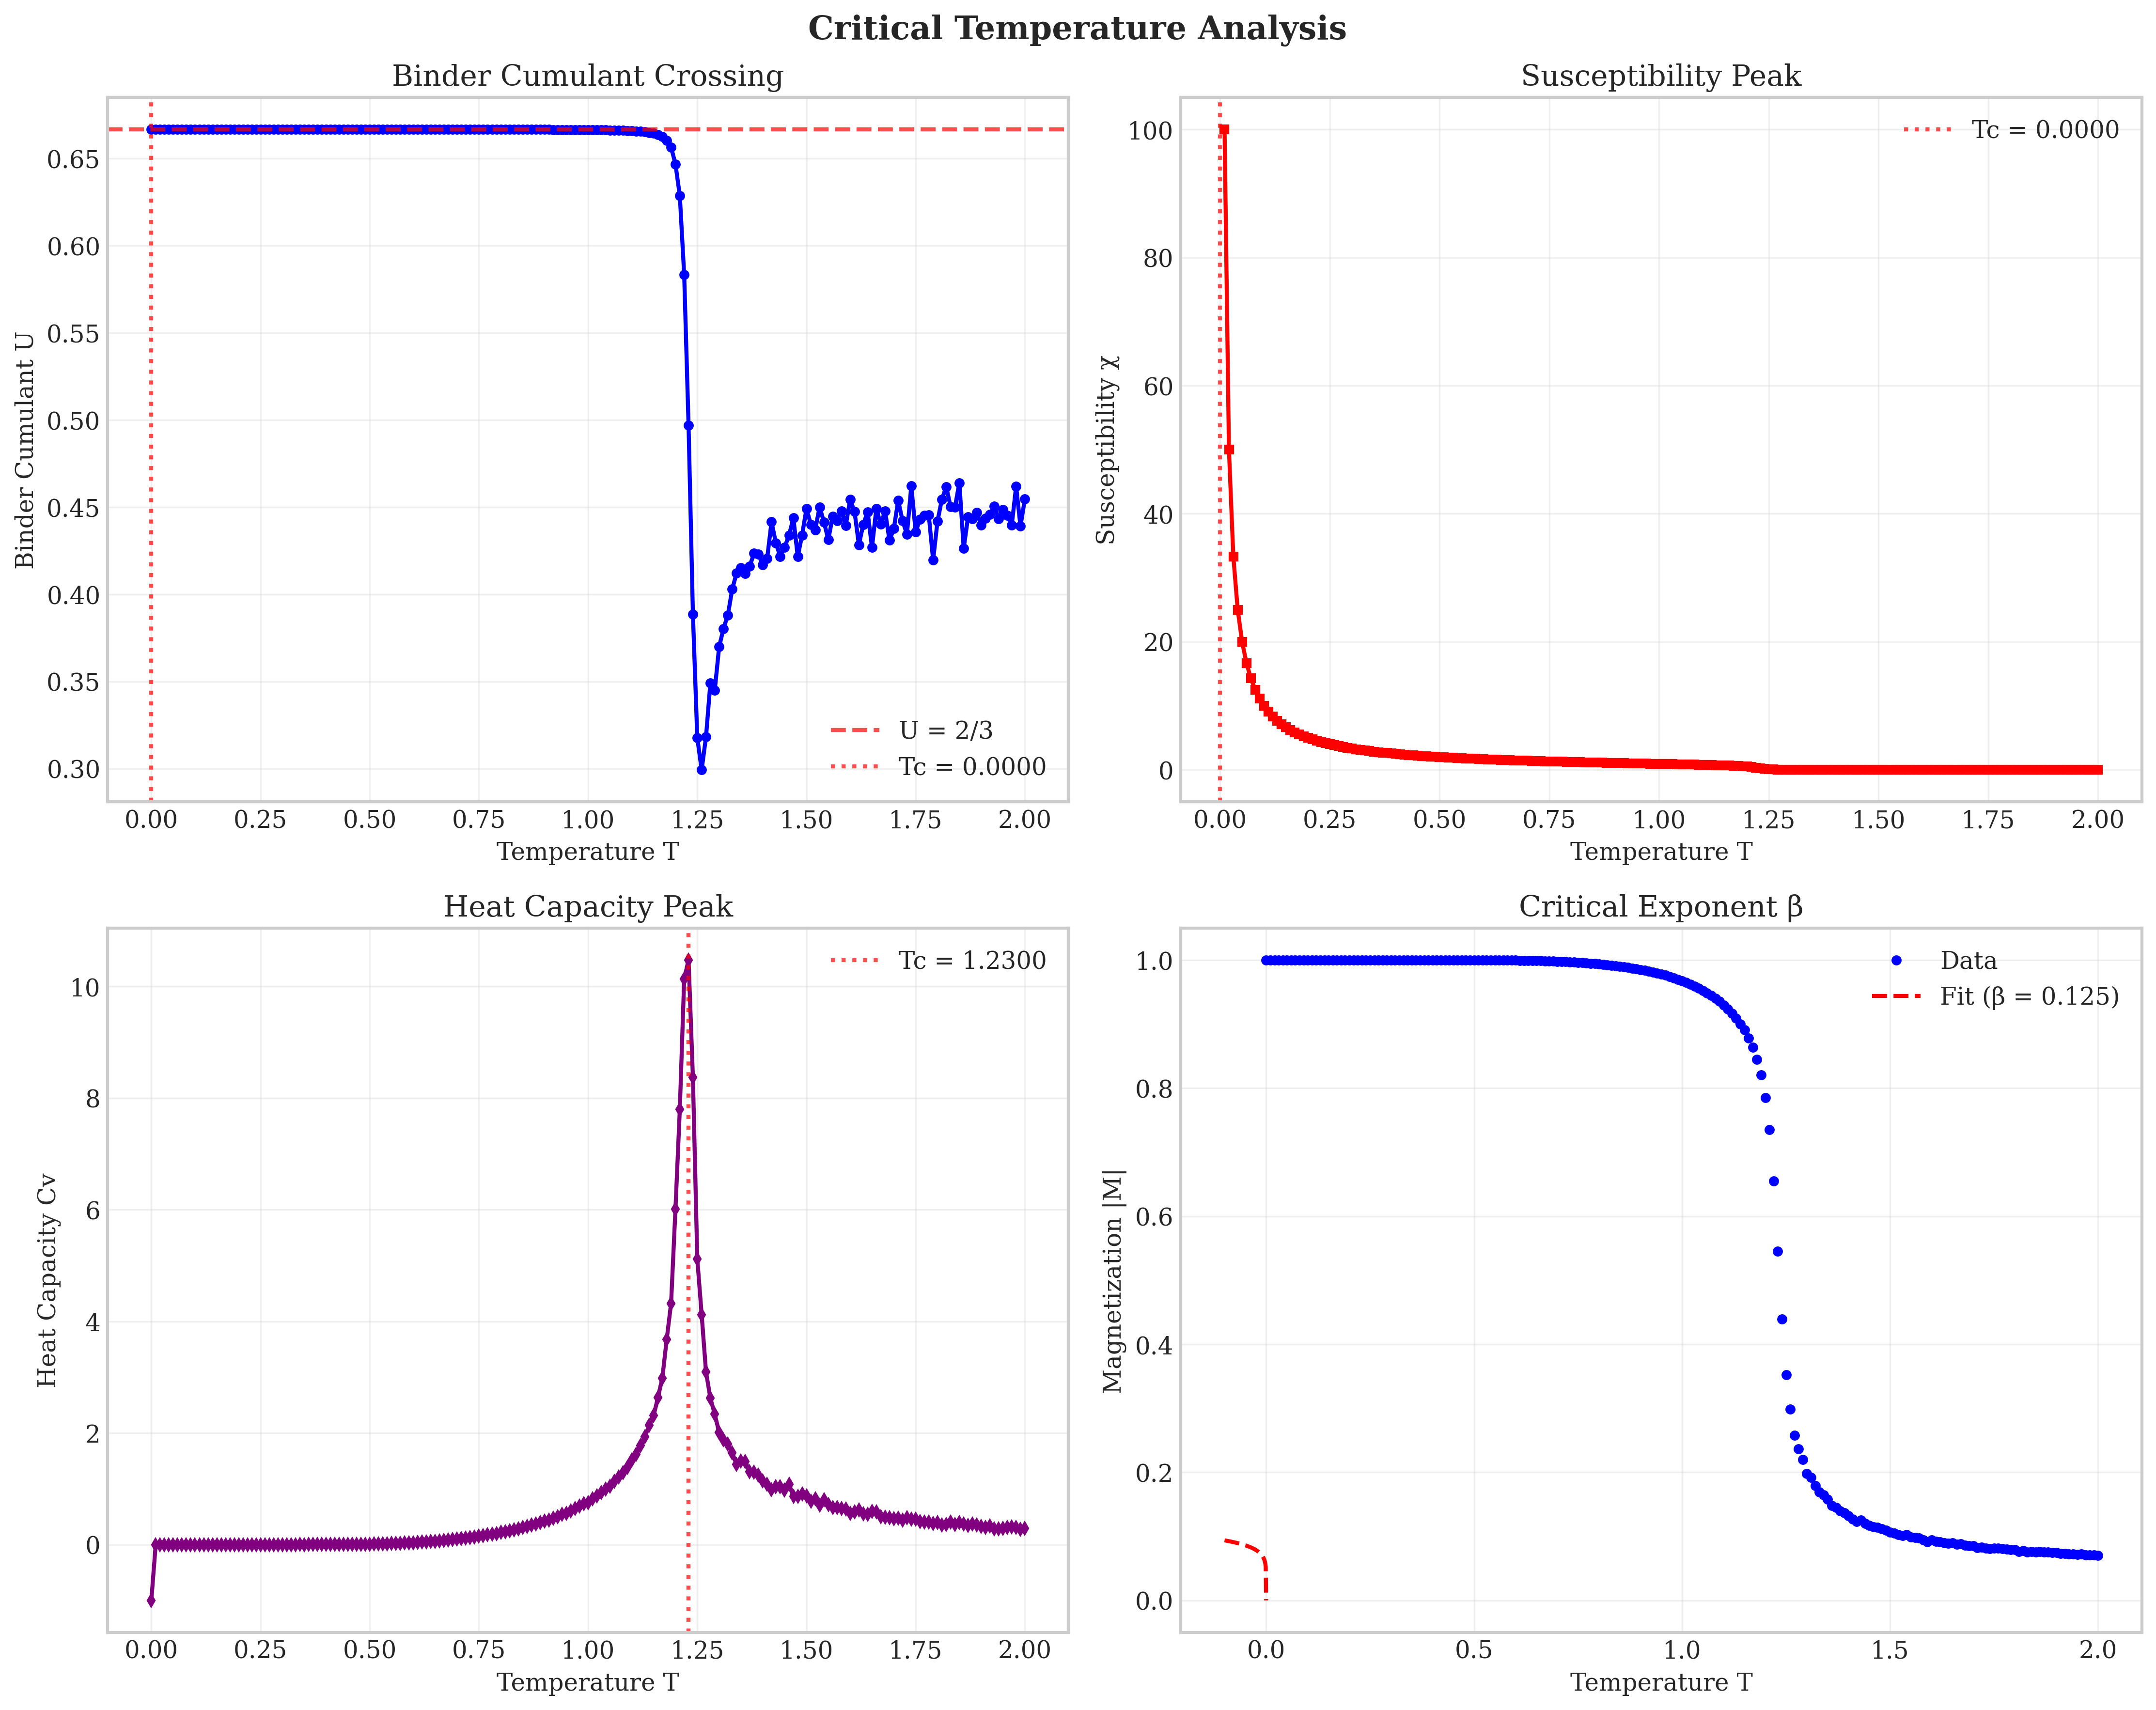 Critical Temperature Analysis
Binder Cumulant Crossing
Binder Cumulant U
0.65
0.60
0.55
0.50
0.45
0.40
0.35
0.30
U = 2/3
Tc = 0.0000
0.00 0.25 0.50 0.75 1.00 1.25 1.50 1.75 2.00
Temperature T
Susceptibility Peak
Susceptibility χ
100
80
60
40
20
0
Tc = 0.0000
0.00 0.25 0.50 0.75 1.00 1.25 1.50 1.75 2.00
Temperature T
Heat Capacity Peak
Heat Capacity Cv
10
8
6
4
2
0
Tc = 1.2300
0.00 0.25 0.50 0.75 1.00 1.25 1.50 1.75 2.00
Temperature T
Critical Exponent β
Magnetization |M|
1.0
0.8
0.6
0.4
0.2
0.0
Data
Fit (β = 0.125)
0.0 0.5 1.0 1.5 2.0
Temperature T